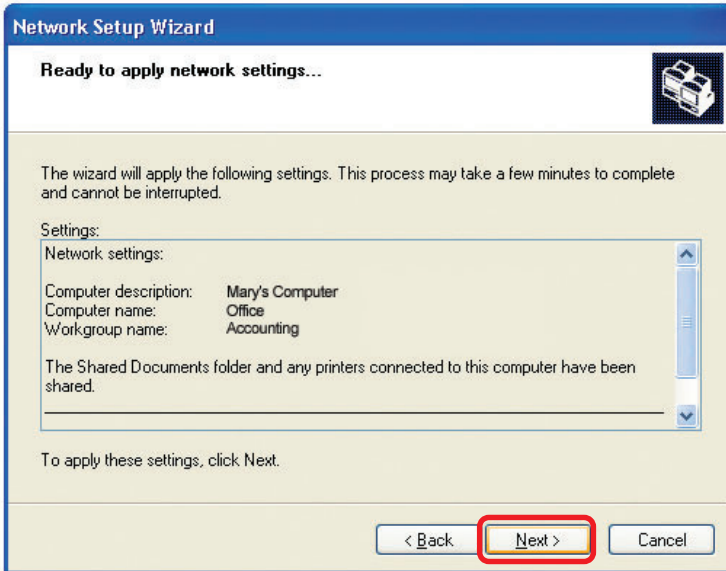 Network Setup Wizard
Ready to apply network settings...
The wizard will apply the following settings. This process may take a few minutes to complete
and cannot be interrupted.
Settings:
Network settings:
Computer description: Mary's Computer
Computer name: Office
Workgroup name: Accounting
The Shared Documents folder and any printers connected to this computer have been
shared.
To apply these settings, click Next.
< Back Next > Cancel